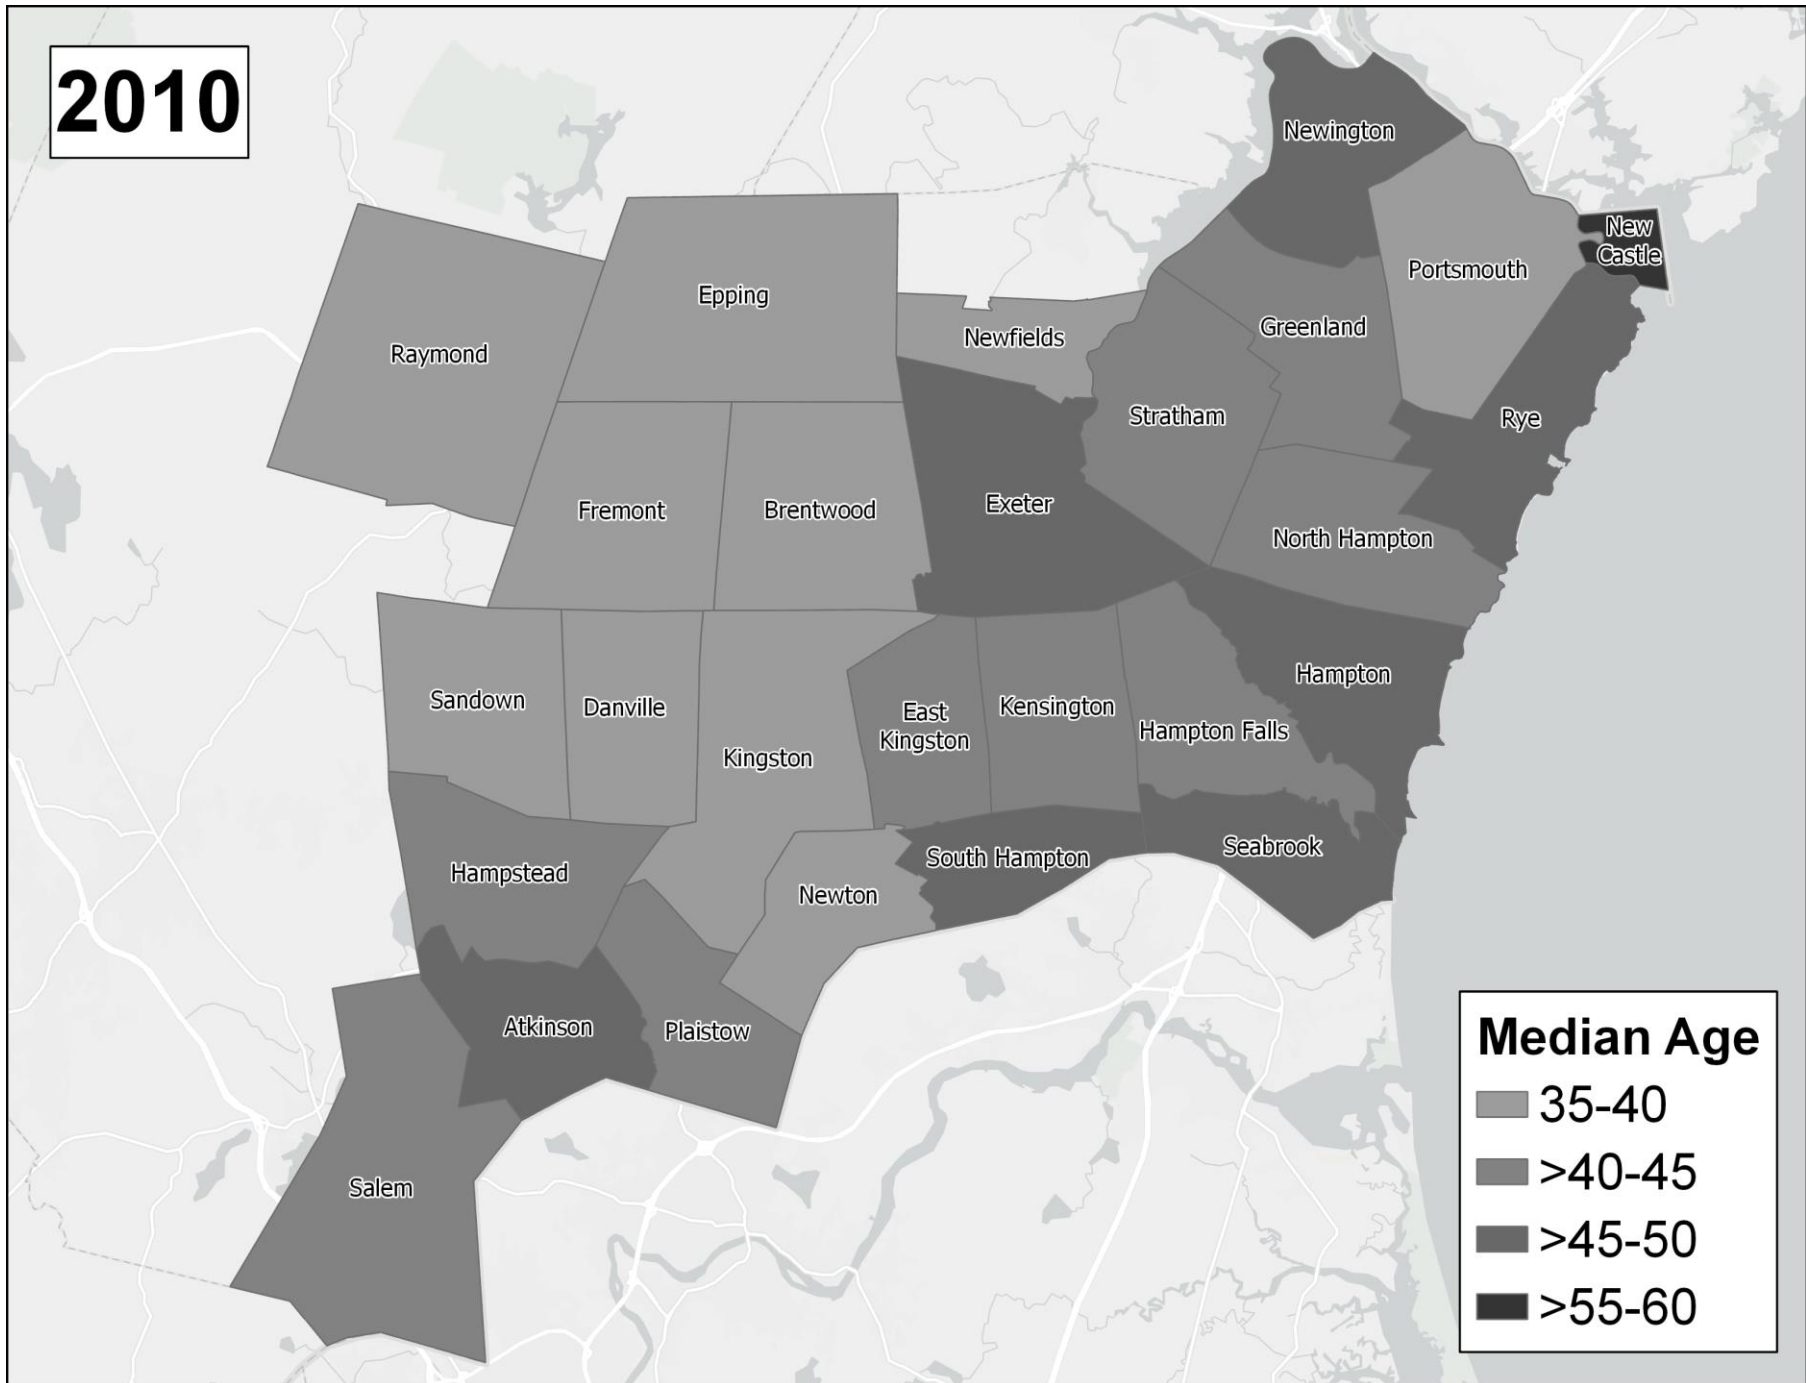 2010
Newington
New
Castle
Portsmouth
Epping
Greenland
Newfields
Raymond
Stratham
Rye
Exeter
Fremont
Brentwood
North Hampton
Hampton
Sandown
Danville
Kensington
East
Kingston
Hampton Falls
Kingston
Seabrook
South Hampton
Hampstead
Newton
Atkinson
Plaistow
Salem
Median Age
35-40
>40-45
>45-50
>55-60